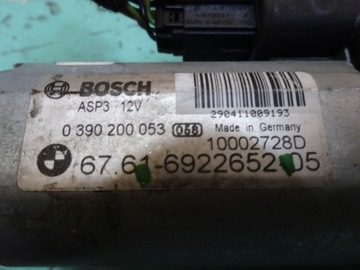 BOSCH
ASP3 12V
290411009193
0 390 200 053 058 Made in Germany
10002728D
67.61-6922652 05